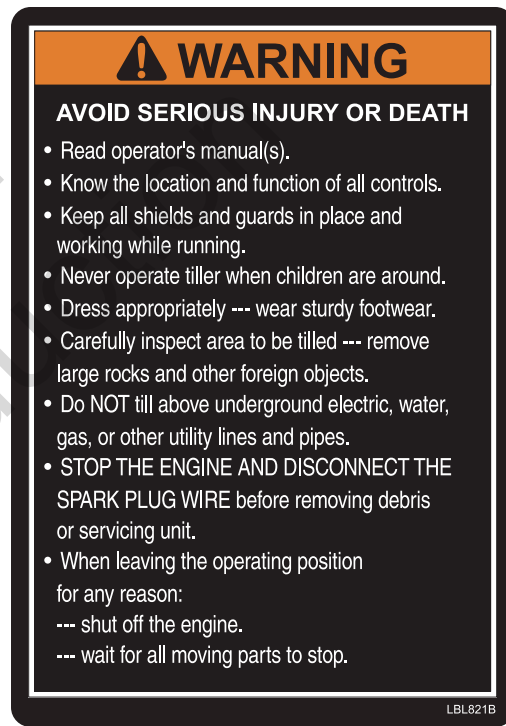 WARNING
AVOID SERIOUS INJURY OR DEATH
• Read operator's manual(s).
• Know the location and function of all controls.
• Keep all shields and guards in place and
working while running.
• Never operate tiller when children are around.
• Dress appropriately --- wear sturdy footwear.
• Carefully inspect area to be tilled --- remove
large rocks and other foreign objects.
• Do NOT till above underground electric, water,
gas, or other utility lines and pipes.
• STOP THE ENGINE AND DISCONNECT THE
SPARK PLUG WIRE before removing debris
or servicing unit.
• When leaving the operating position
for any reason:
--- shut off the engine.
--- wait for all moving parts to stop.
LBL821B